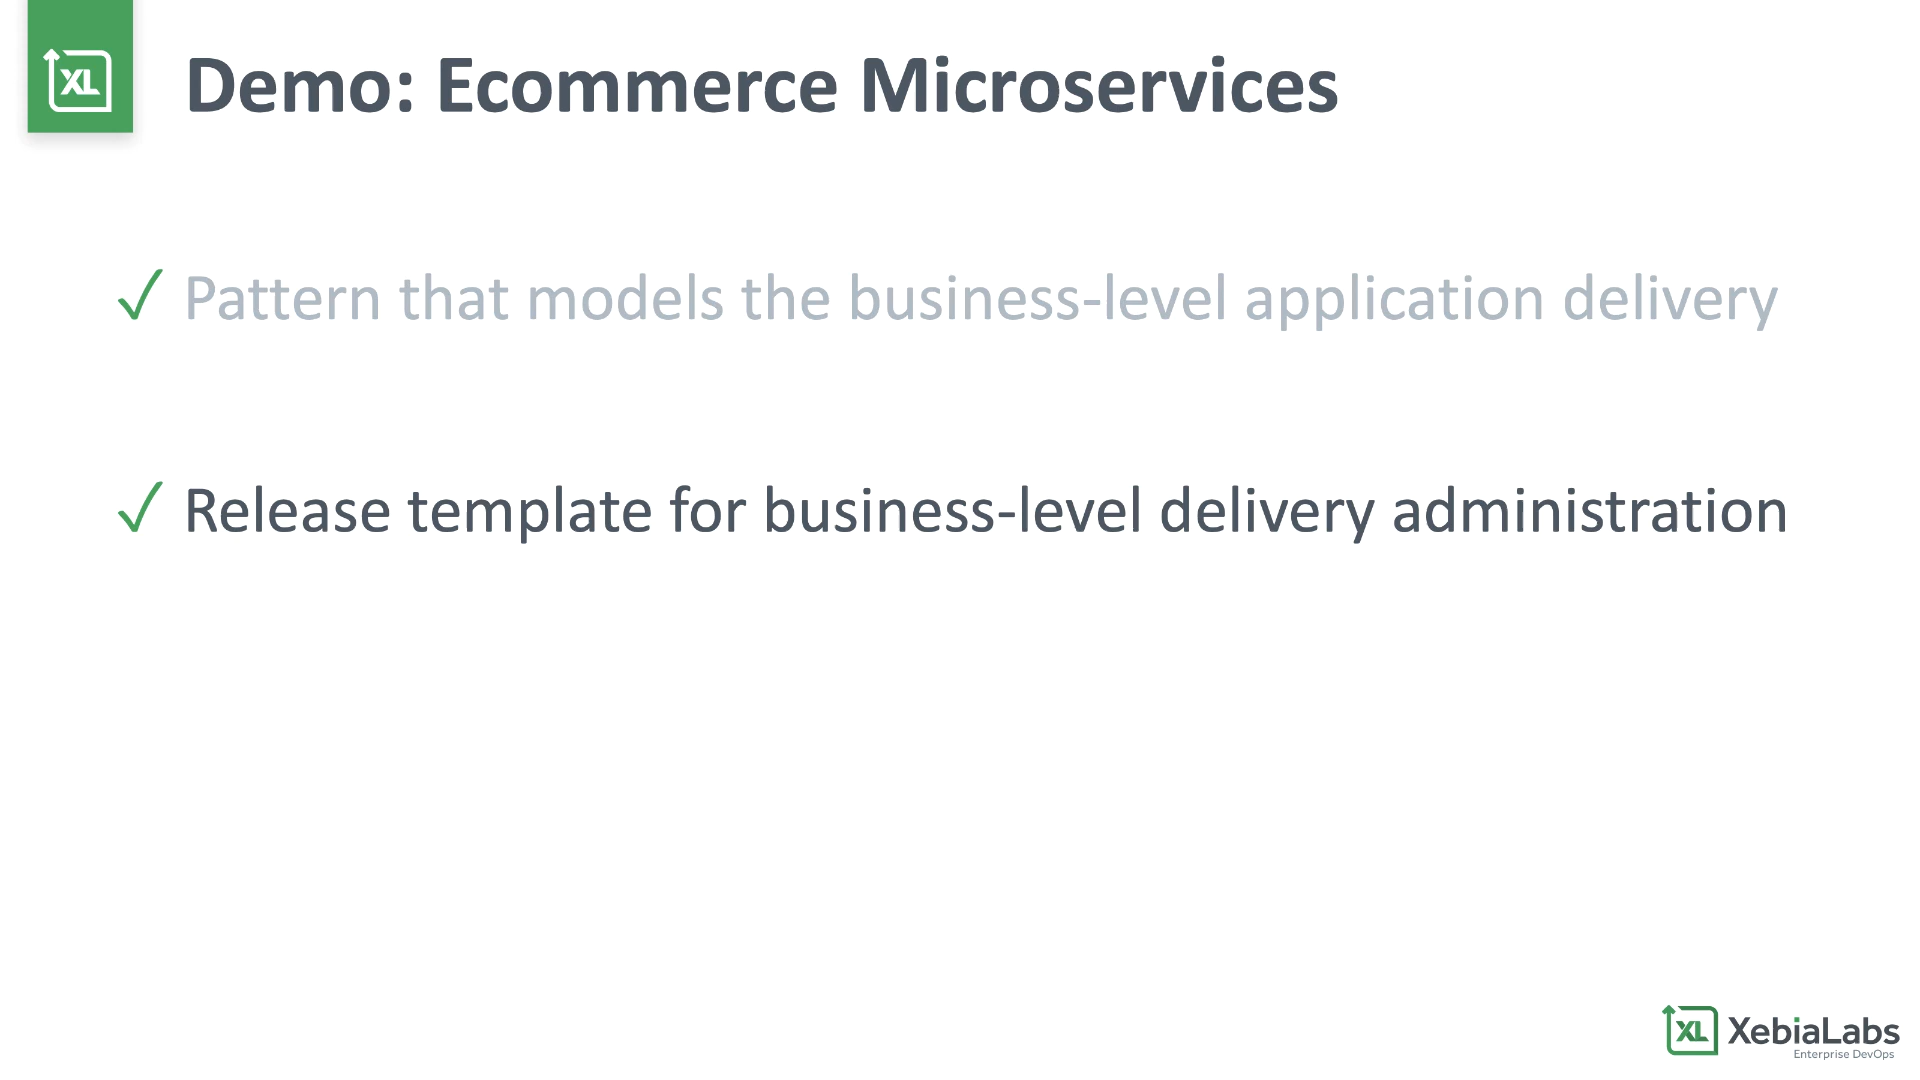 XL
Demo: Ecommerce Microservices
✓ Pattern that models the business-level application delivery
✓ Release template for business-level delivery administration
XL XebiaLabs
Enterprise DevOps